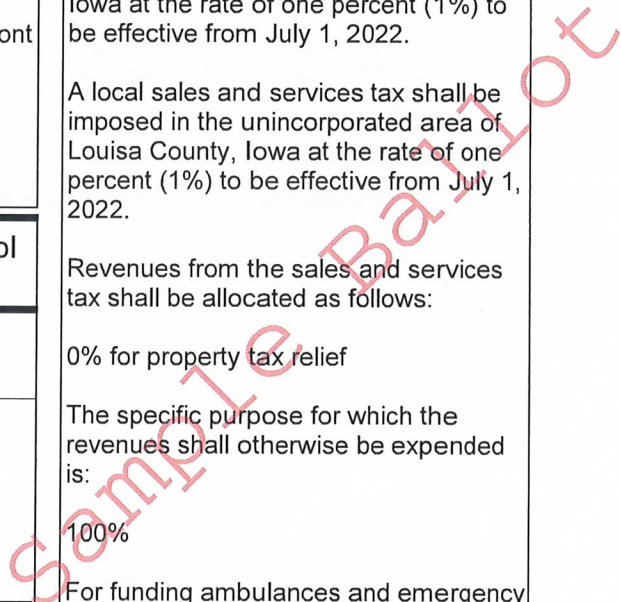 ont
ol
Iowa at the rate of one percent (1%) to
be effective from July 1, 2022.
A local sales and services tax shall be
imposed in the unincorporated area of
Louisa County, Iowa at the rate of one
percent (1%) to be effective from July 1,
2022.
Revenues from the sales and services
tax shall be allocated as follows:
0% for property tax relief
The specific purpose for which the
revenues shall otherwise be expended
is:
100%
For funding ambulances and emergency
Sample Ballot